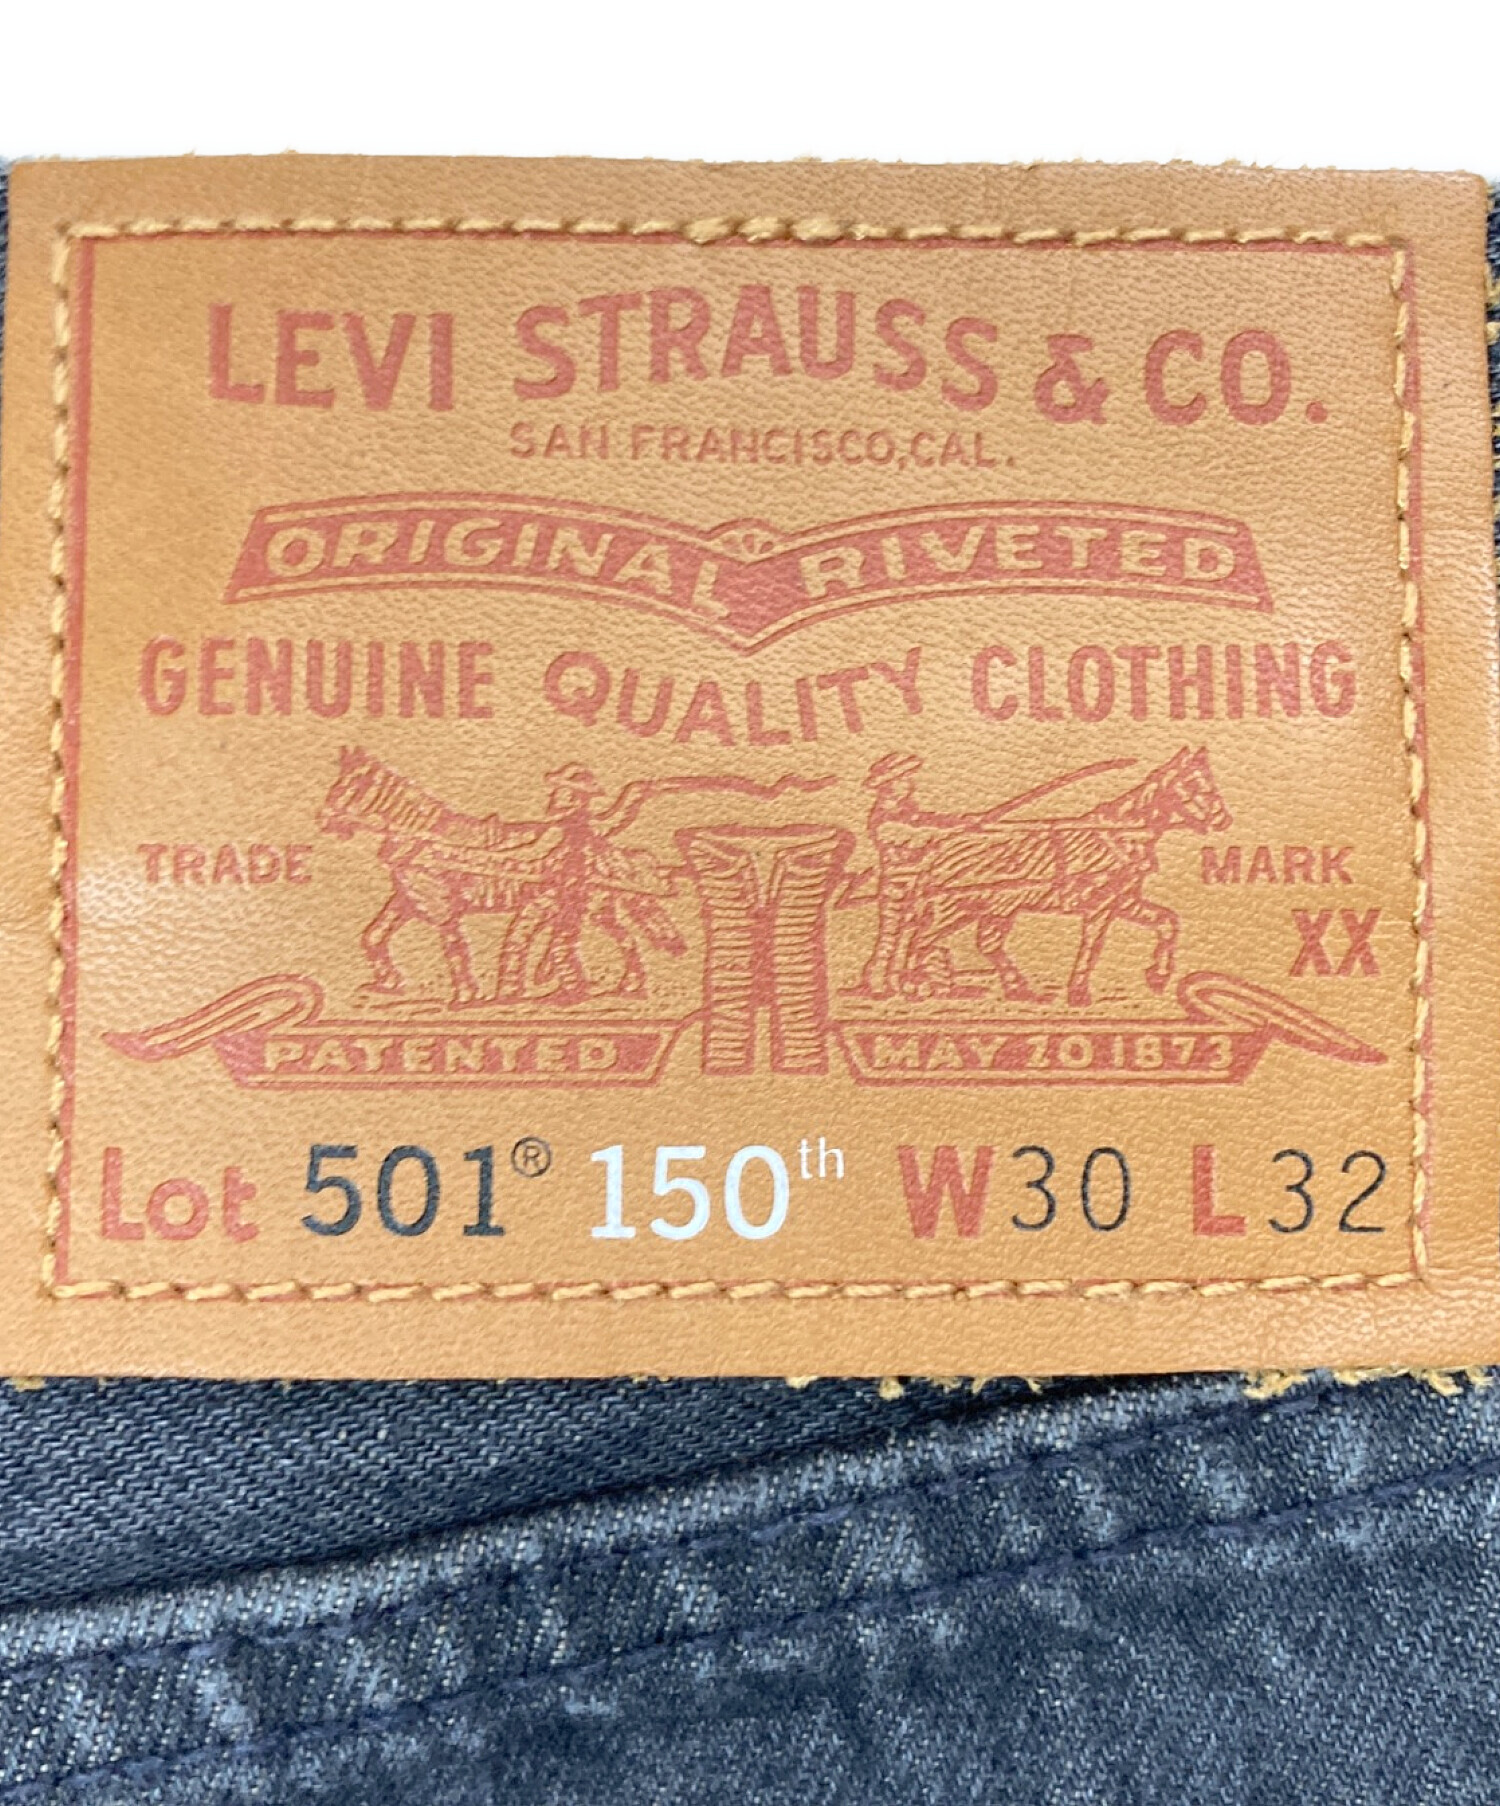 LEVI STRAUSS & CO.
SAN FRANCISCO, CAL.
ORIGINAL RIVETED
GENUINE QUALITY CLOTHING
TRADE MARK
XX
PATENTED MAY 20 1873
Lot 501® 150th W30 L32